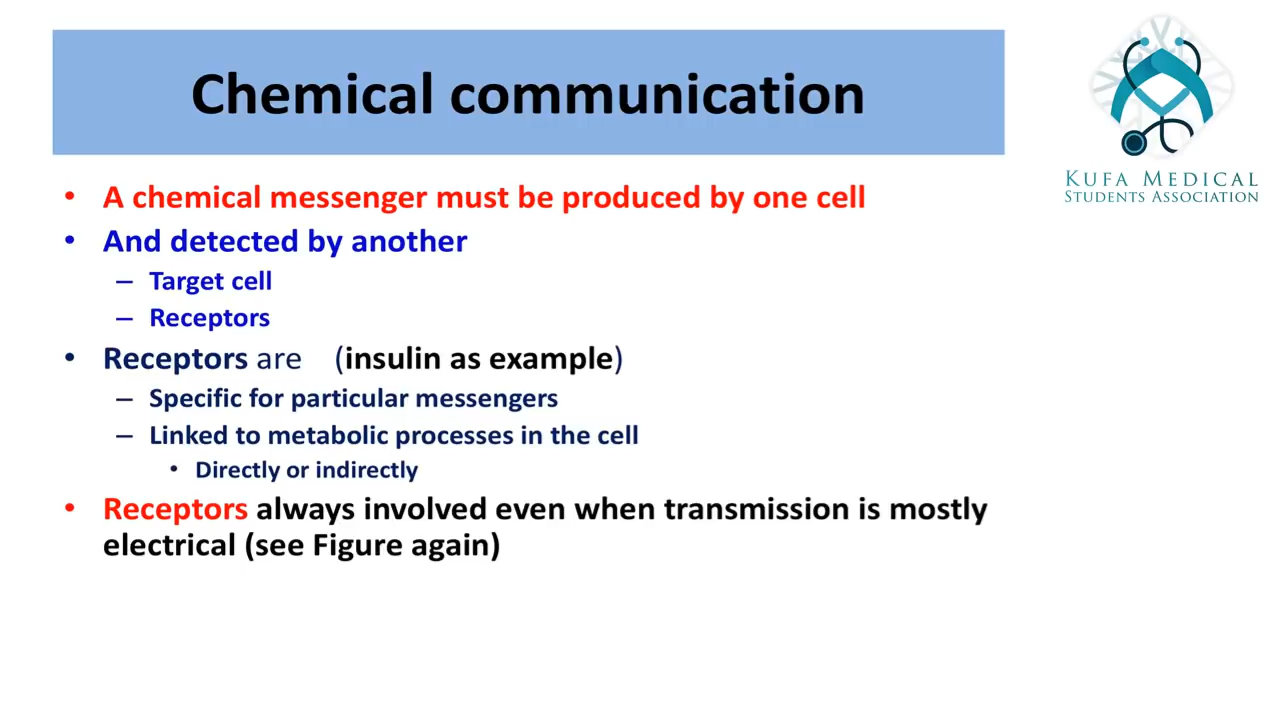 Chemical communication
KUFA MEDICAL
STUDENTS ASSOCIATION
• A chemical messenger must be produced by one cell
• And detected by another
– Target cell
– Receptors
• Receptors are (insulin as example)
– Specific for particular messengers
– Linked to metabolic processes in the cell
• Directly or indirectly
• Receptors always involved even when transmission is mostly
electrical (see Figure again)